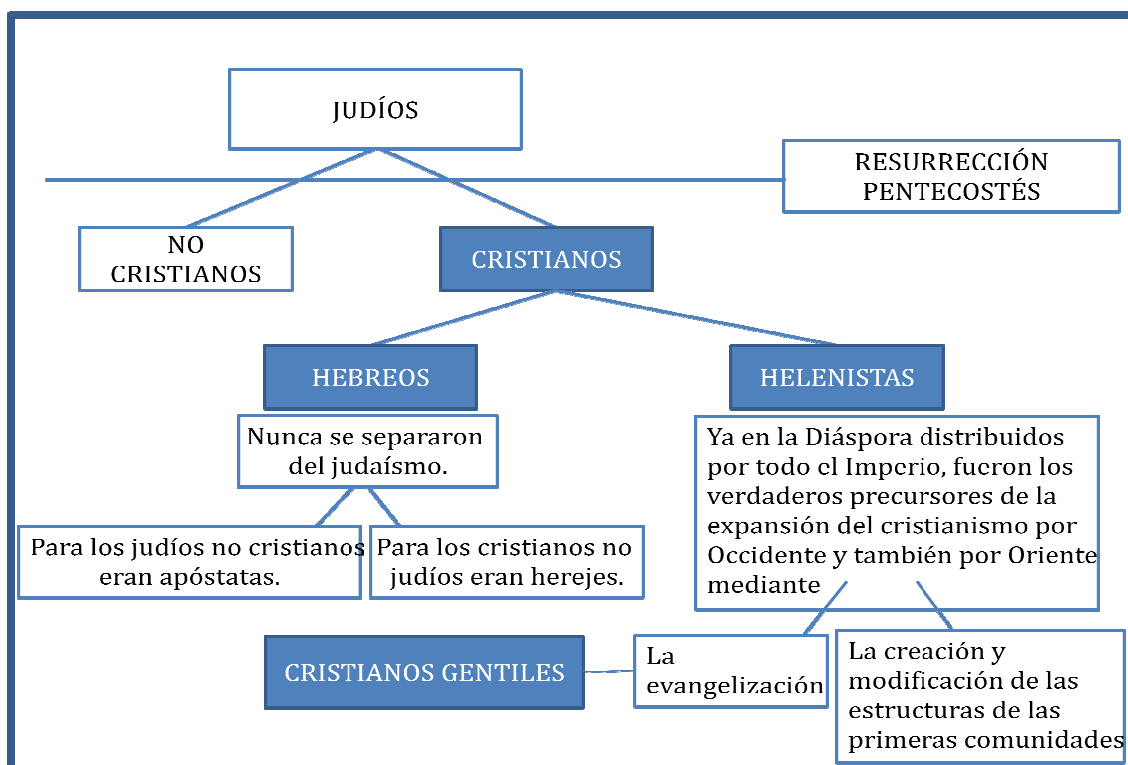 JUDÍOS
RESURRECCIÓN
PENTECOSTÉS
NO
CRISTIANOS
CRISTIANOS
HEBREOS
HELENISTAS
Nunca se separaron
del judaísmo.
Ya en la Diáspora distribuidos
por todo el Imperio, fueron los
verdaderos precursores de la
expansión del cristianismo por
Occidente y también por Oriente
mediante
Para los judíos no cristianos
eran apóstatas.
Para los cristianos no
judíos eran herejes.
CRISTIANOS GENTILES
La
evangelización
La creación y
modificación de las
estructuras de las
primeras comunidades